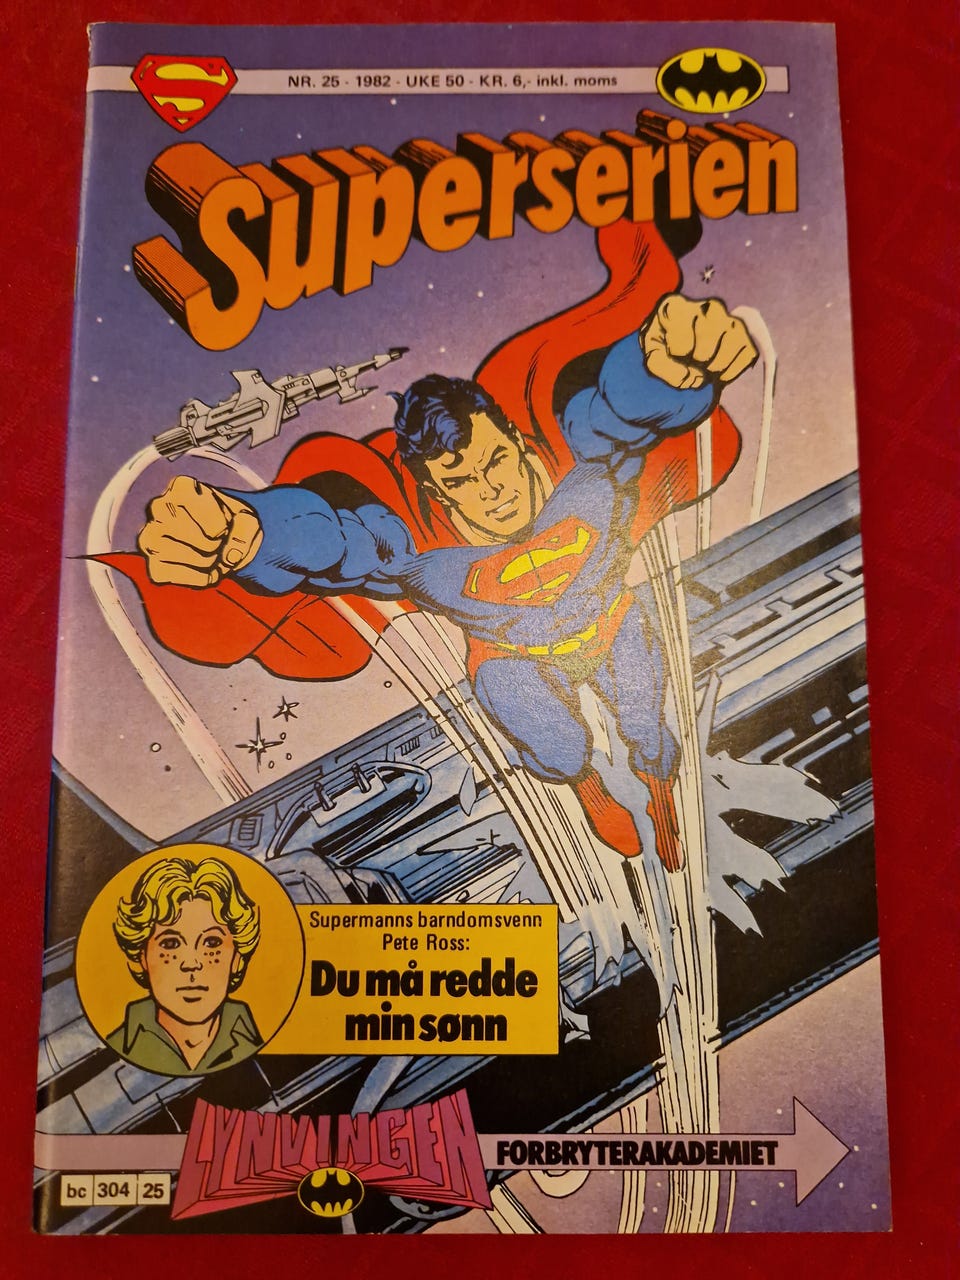 NR. 25 - 1982 - UKE 50 - KR. 6,- inkl. moms
Superserien
Supermanns barndomsvenn
Pete Ross:
Du må redde
min sønn
LYNVINGEN
FORBRYTERAKADEMIET
bc 304 25